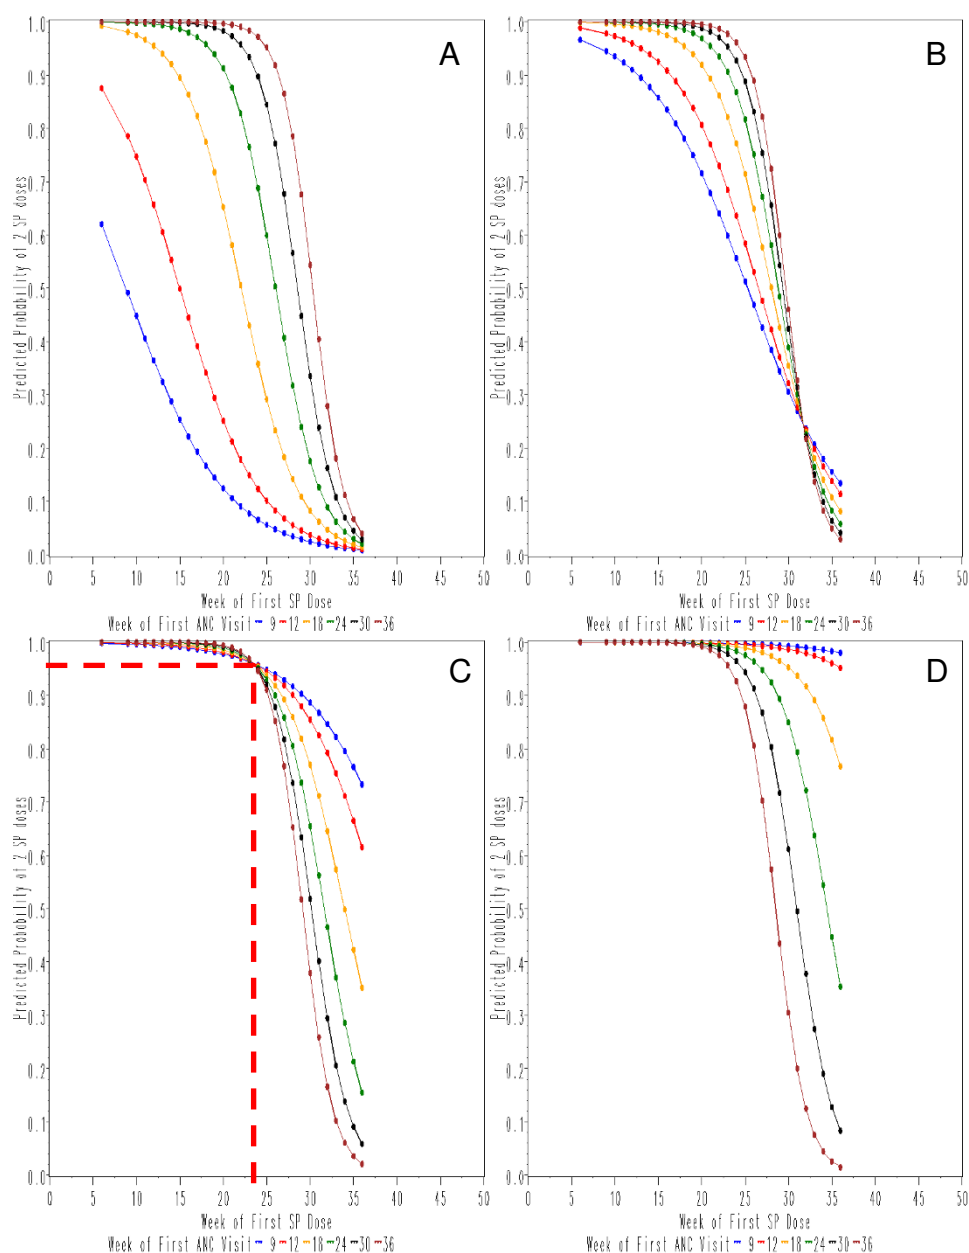 A
Predicted Probability of 2 SP doses
1.0
0.9
0.8
0.7
0.6
0.5
0.4
0.3
0.2
0.1
0.0
0 5 10 15 20 25 30 35 40 45 50
Week of First SP Dose
Week of First ANC Visit 9 12 18 24 30 36
B
Predicted Probability of 2 SP doses
1.0
0.9
0.8
0.7
0.6
0.5
0.4
0.3
0.2
0.1
0.0
0 5 10 15 20 25 30 35 40 45 50
Week of First SP Dose
Week of First ANC Visit 9 12 18 24 30 36
C
Predicted Probability of 2 SP doses
1.0
0.9
0.8
0.7
0.6
0.5
0.4
0.3
0.2
0.1
0.0
0 5 10 15 20 25 30 35 40 45 50
Week of First SP Dose
Week of First ANC Visit 9 12 18 24 30 36
D
Predicted Probability of 2 SP doses
1.0
0.9
0.8
0.7
0.6
0.5
0.4
0.3
0.2
0.1
0.0
0 5 10 15 20 25 30 35 40 45 50
Week of First SP Dose
Week of First ANC Visit 9 12 18 24 30 36